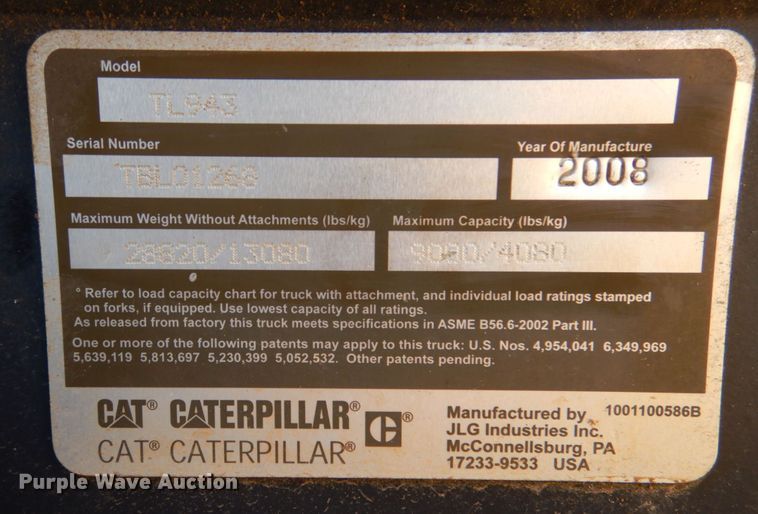 Model
TL943
Serial Number
Year Of Manufacture
TBL01268
2008
Maximum Weight Without Attachments (lbs/kg)
Maximum Capacity (lbs/kg)
28820/13080
9000/4080
° Refer to load capacity chart for truck with attachment, and individual load ratings stamped
on forks, if equipped. Use lowest capacity of all ratings.
As released from factory this truck meets specifications in ASME B56.6-2002 Part III.
One or more of the following patents may apply to this truck: U.S. Nos. 4,954,041 6,349,969
5,639,119 5,813,697 5,230,399 5,052,532. Other patents pending.
CAT® CATERPILLAR® C ®
CAT® CATERPILLAR®
Manufactured by 1001100586B
JLG Industries Inc.
McConnellsburg, PA
17233-9533 USA
Purple Wave Auction